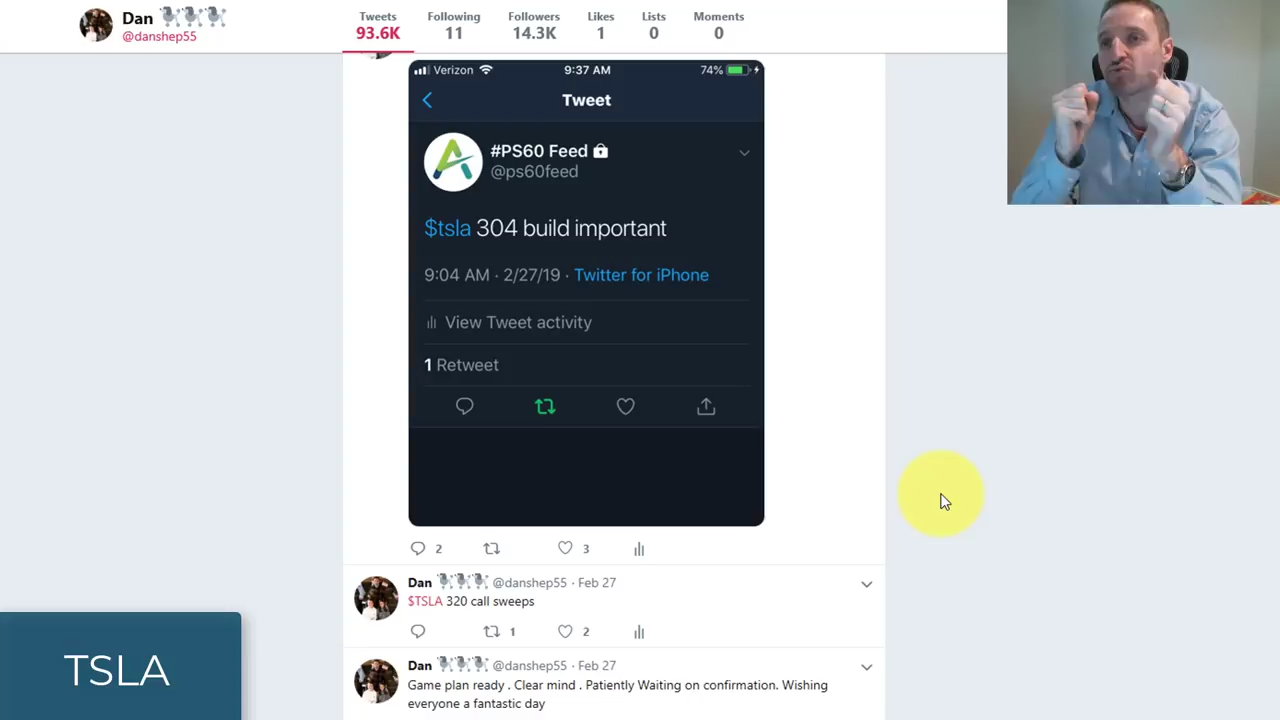 Dan
@danshep55
Tweets
93.6K
Following
11
Followers
14.3K
Likes
1
Lists
0
Moments
0
Verizon
9:37 AM
74%
Tweet
#PS60 Feed
@ps60feed
$tsla 304 build important
9:04 AM · 2/27/19 · Twitter for iPhone
View Tweet activity
1 Retweet
2
3
Dan @danshep55 · Feb 27
$TSLA 320 call sweeps
1
2
Dan @danshep55 · Feb 27
Game plan ready . Clear mind . Patiently Waiting on confirmation. Wishing
everyone a fantastic day
TSLA